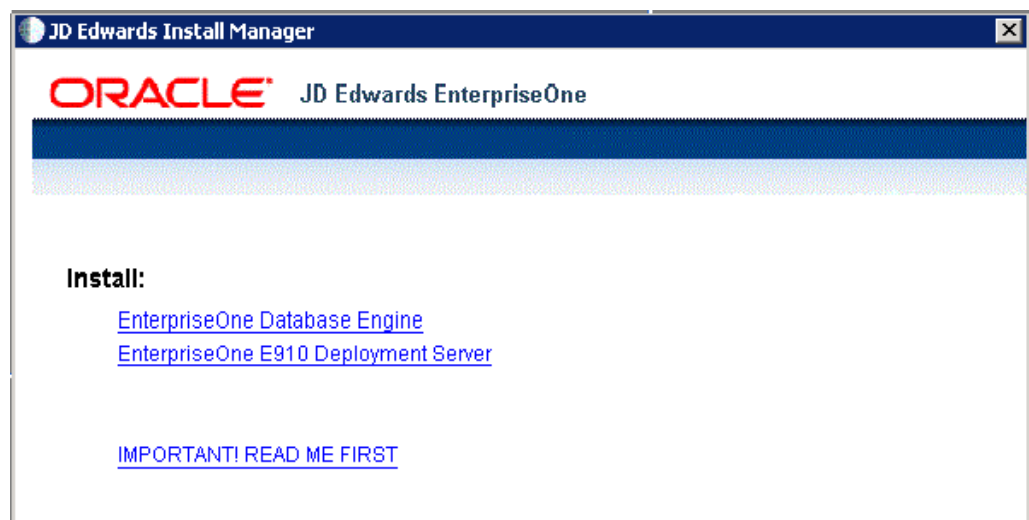 JD Edwards Install Manager
ORACLE JD Edwards EnterpriseOne
Install:
EnterpriseOne Database Engine
EnterpriseOne E910 Deployment Server
IMPORTANT! READ ME FIRST